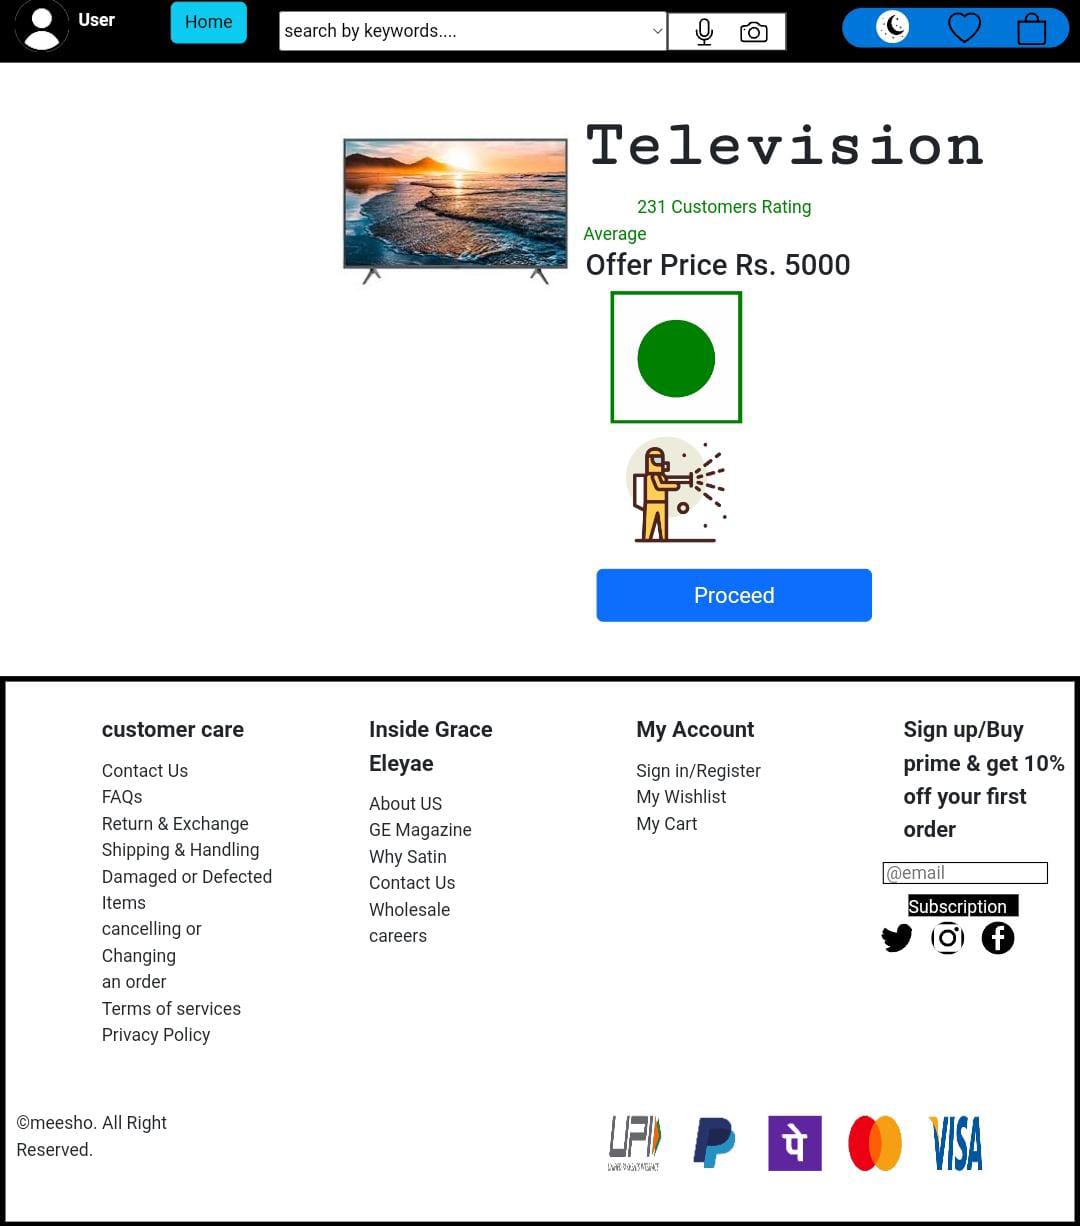 User
Home
search by keywords....
Television
231 Customers Rating
Average
Offer Price Rs. 5000
Proceed
customer care
Contact Us
FAQs
Return & Exchange
Shipping & Handling
Damaged or Defected
Items
cancelling or
Changing
an order
Terms of services
Privacy Policy
Inside Grace
Eleyae
About US
GE Magazine
Why Satin
Contact Us
Wholesale
careers
My Account
Sign in/Register
My Wishlist
My Cart
Sign up/Buy
prime & get 10%
off your first
order
@email
Subscription
©meesho. All Right
Reserved.
UPI
पे
VISA